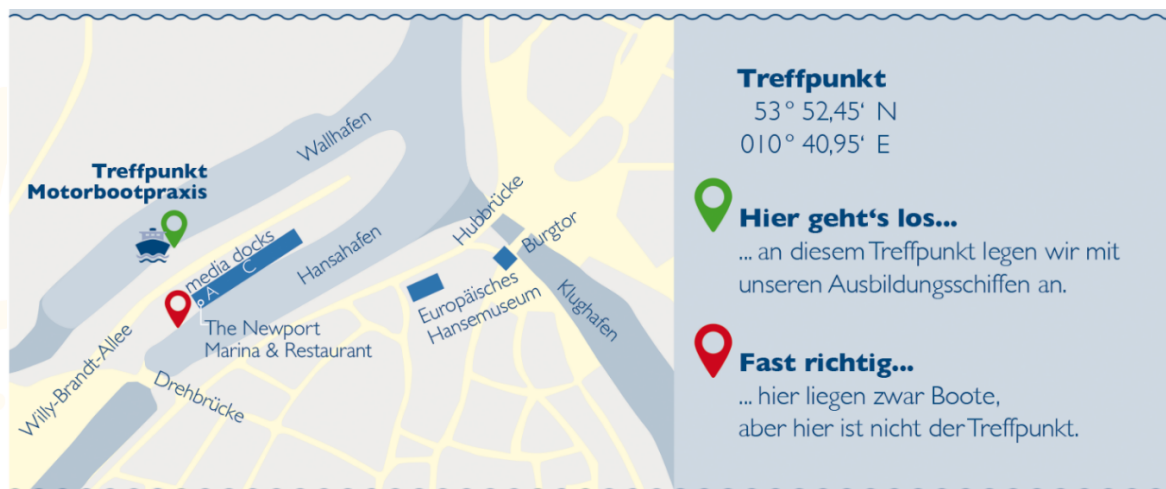 Wallhafen
Treffpunkt
Motorbootpraxis
Hubbrücke
Burgtor
media docks
C
A
Hansahafen
Europäisches
Hansemuseum
Klughafen
The Newport
Marina & Restaurant
Willy-Brandt-Allee
Drehbrücke
Treffpunkt
53° 52,45‘ N
010° 40,95‘ E
Hier geht‘s los...
... an diesem Treffpunkt legen wir mit
unseren Ausbildungsschiffen an.
Fast richtig...
... hier liegen zwar Boote,
aber hier ist nicht der Treffpunkt.